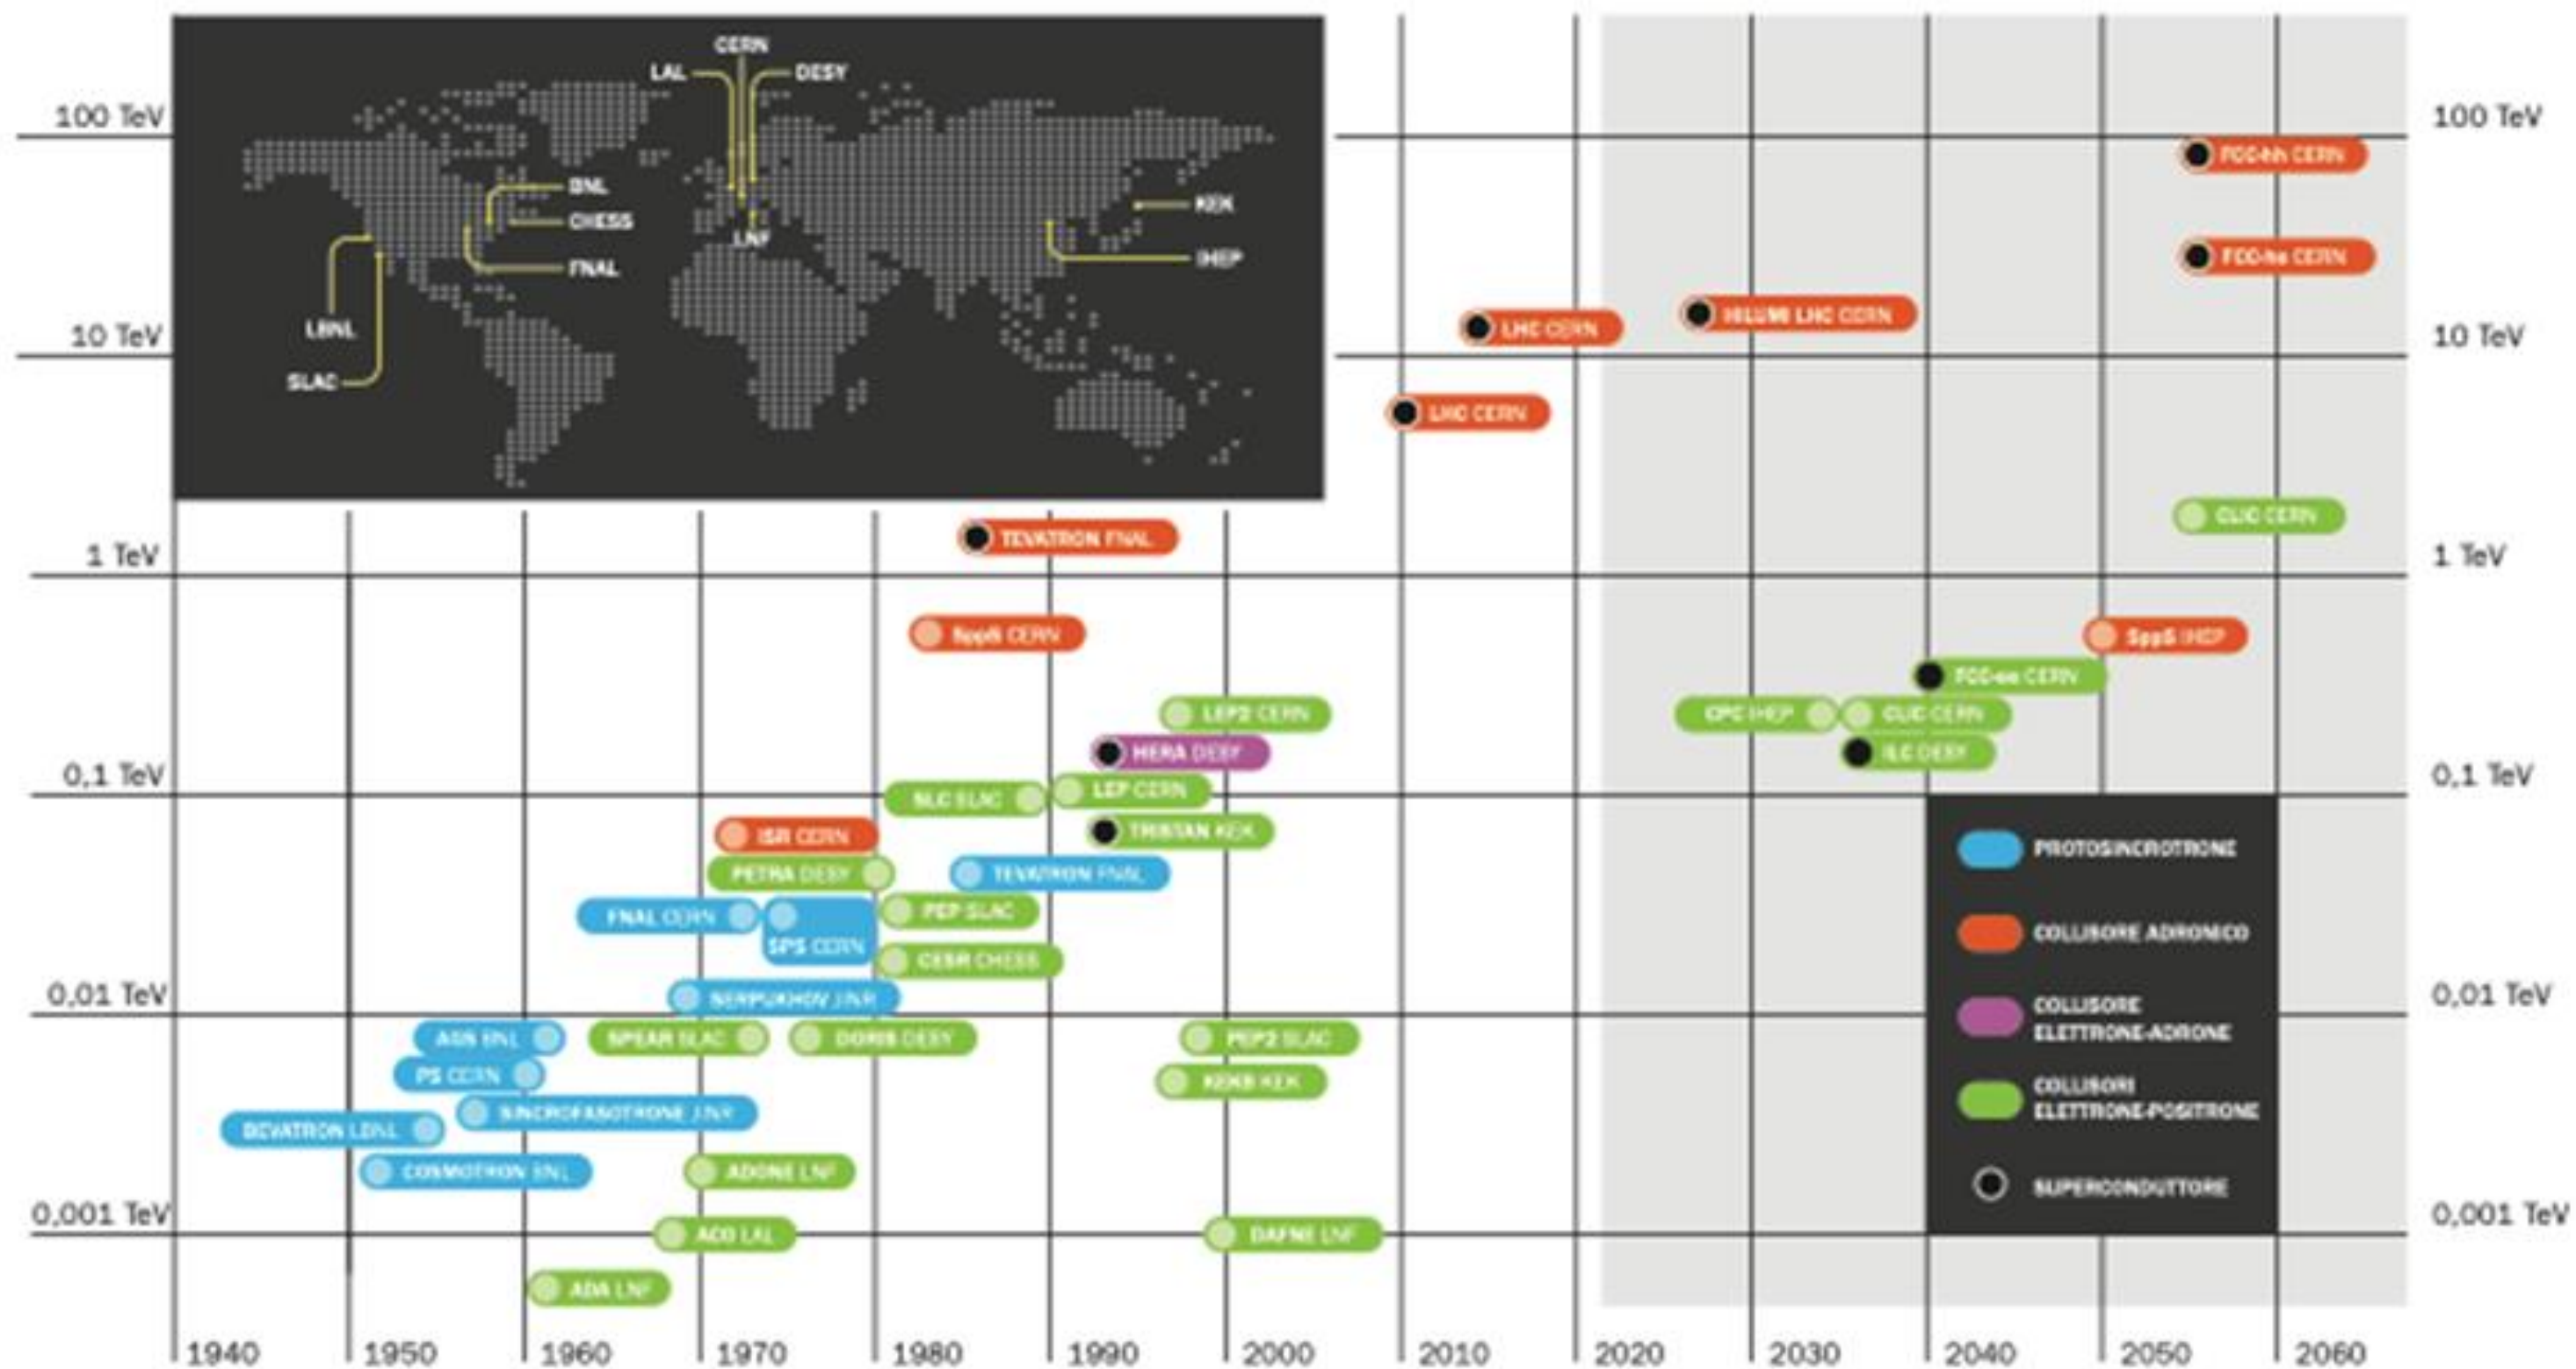 CERN
LAL
DESY
100 TeV
100 TeV
FCC-hh CERN
BNL
KEK
CHESS
LNF
FCC-he CERN
IHEP
FNAL
HILUMI LHC CERN
LBNL
LHC CERN
10 TeV
10 TeV
SLAC
LHC CERN
CLIC CERN
TEVATRON FNAL
1 TeV
1 TeV
SppS CERN
SppS IHEP
FCC-ee CERN
LEP2 CERN
CPC IHEP
CLIC CERN
HERA DESY
ILC DESY
0,1 TeV
0,1 TeV
LEP CERN
SLC SLAC
ISR CERN
TRISTAN KEK
PROTOSINCROTRONE
PETRA DESY
TEVATRON FNAL
FNAL CERN
PEP SLAC
COLLISORE ADRONICO
SPS CERN
CESR CHESS
0,01 TeV
SERPUKHOV JINR
0,01 TeV
COLLISORE
ELETTRONE-ADRONE
AGS BNL
SPEAR SLAC
DORIS DESY
PEP2 SLAC
PS CERN
KEKB KEK
COLLISORI
ELETTRONE-POSITRONE
SINCROFASOTRONE JINR
BEVATRON LBNL
COSMOTRON BNL
ADONE LNF
SUPERCONDUTTORE
0,001 TeV
0,001 TeV
ACO LAL
DAFNE LNF
ADA LNF
1940
1950
1960
1970
1980
1990
2000
2010
2020
2030
2040
2050
2060